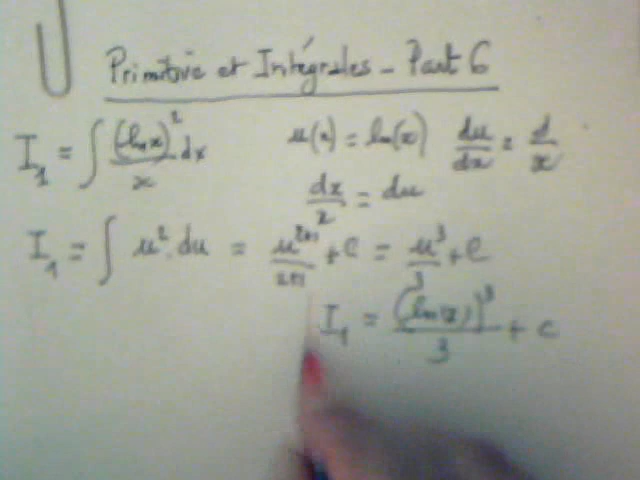 Primitive et Intégrales - Part 6
I₁ = ∫ (ln x)²/x dx u(x) = ln(x) du/dx = 1/x
dx/x = du
I₁ = ∫ u².du = u²⁺¹/2+1 + C = u³/3 + C
I₁ = (ln(x))³/3 + C